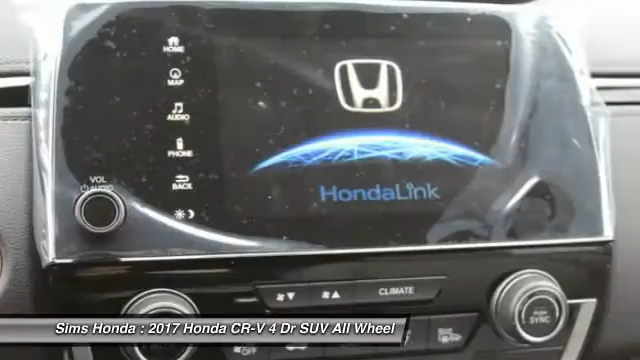 HOME
MAP
AUDIO
PHONE
BACK
VOL
AUDIO
HondaLink
CLIMATE
PUSH
SYNC
OFF
Sims Honda : 2017 Honda CR-V 4 Dr SUV All Wheel